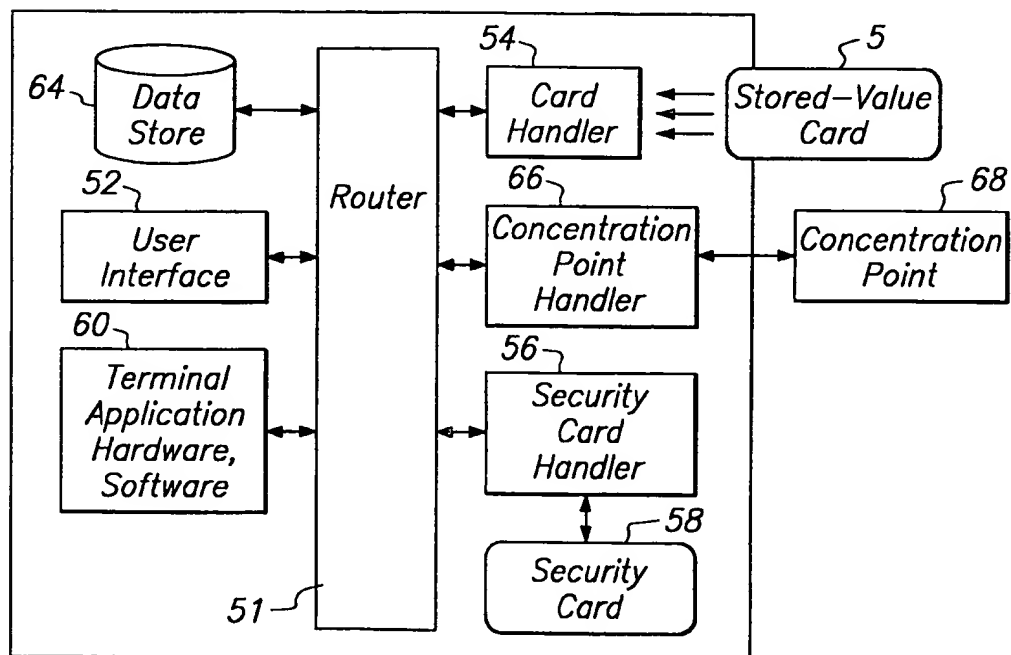 64
Data
Store
54
Card
Handler
5
Stored-Value
Card
52
User
Interface
Router
66
Concentration
Point
Handler
68
Concentration
Point
60
Terminal
Application
Hardware,
Software
56
Security
Card
Handler
58
Security
Card
51